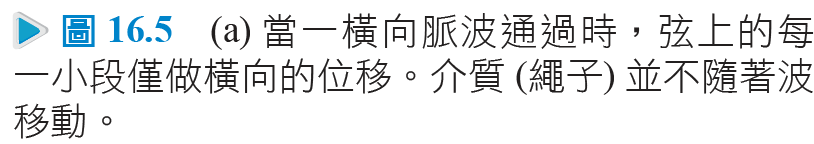 圖 16.5 (a) 當一橫向脈波通過時，弦上的每
一小段僅做橫向的位移。介質 (繩子) 並不隨著波
移動。